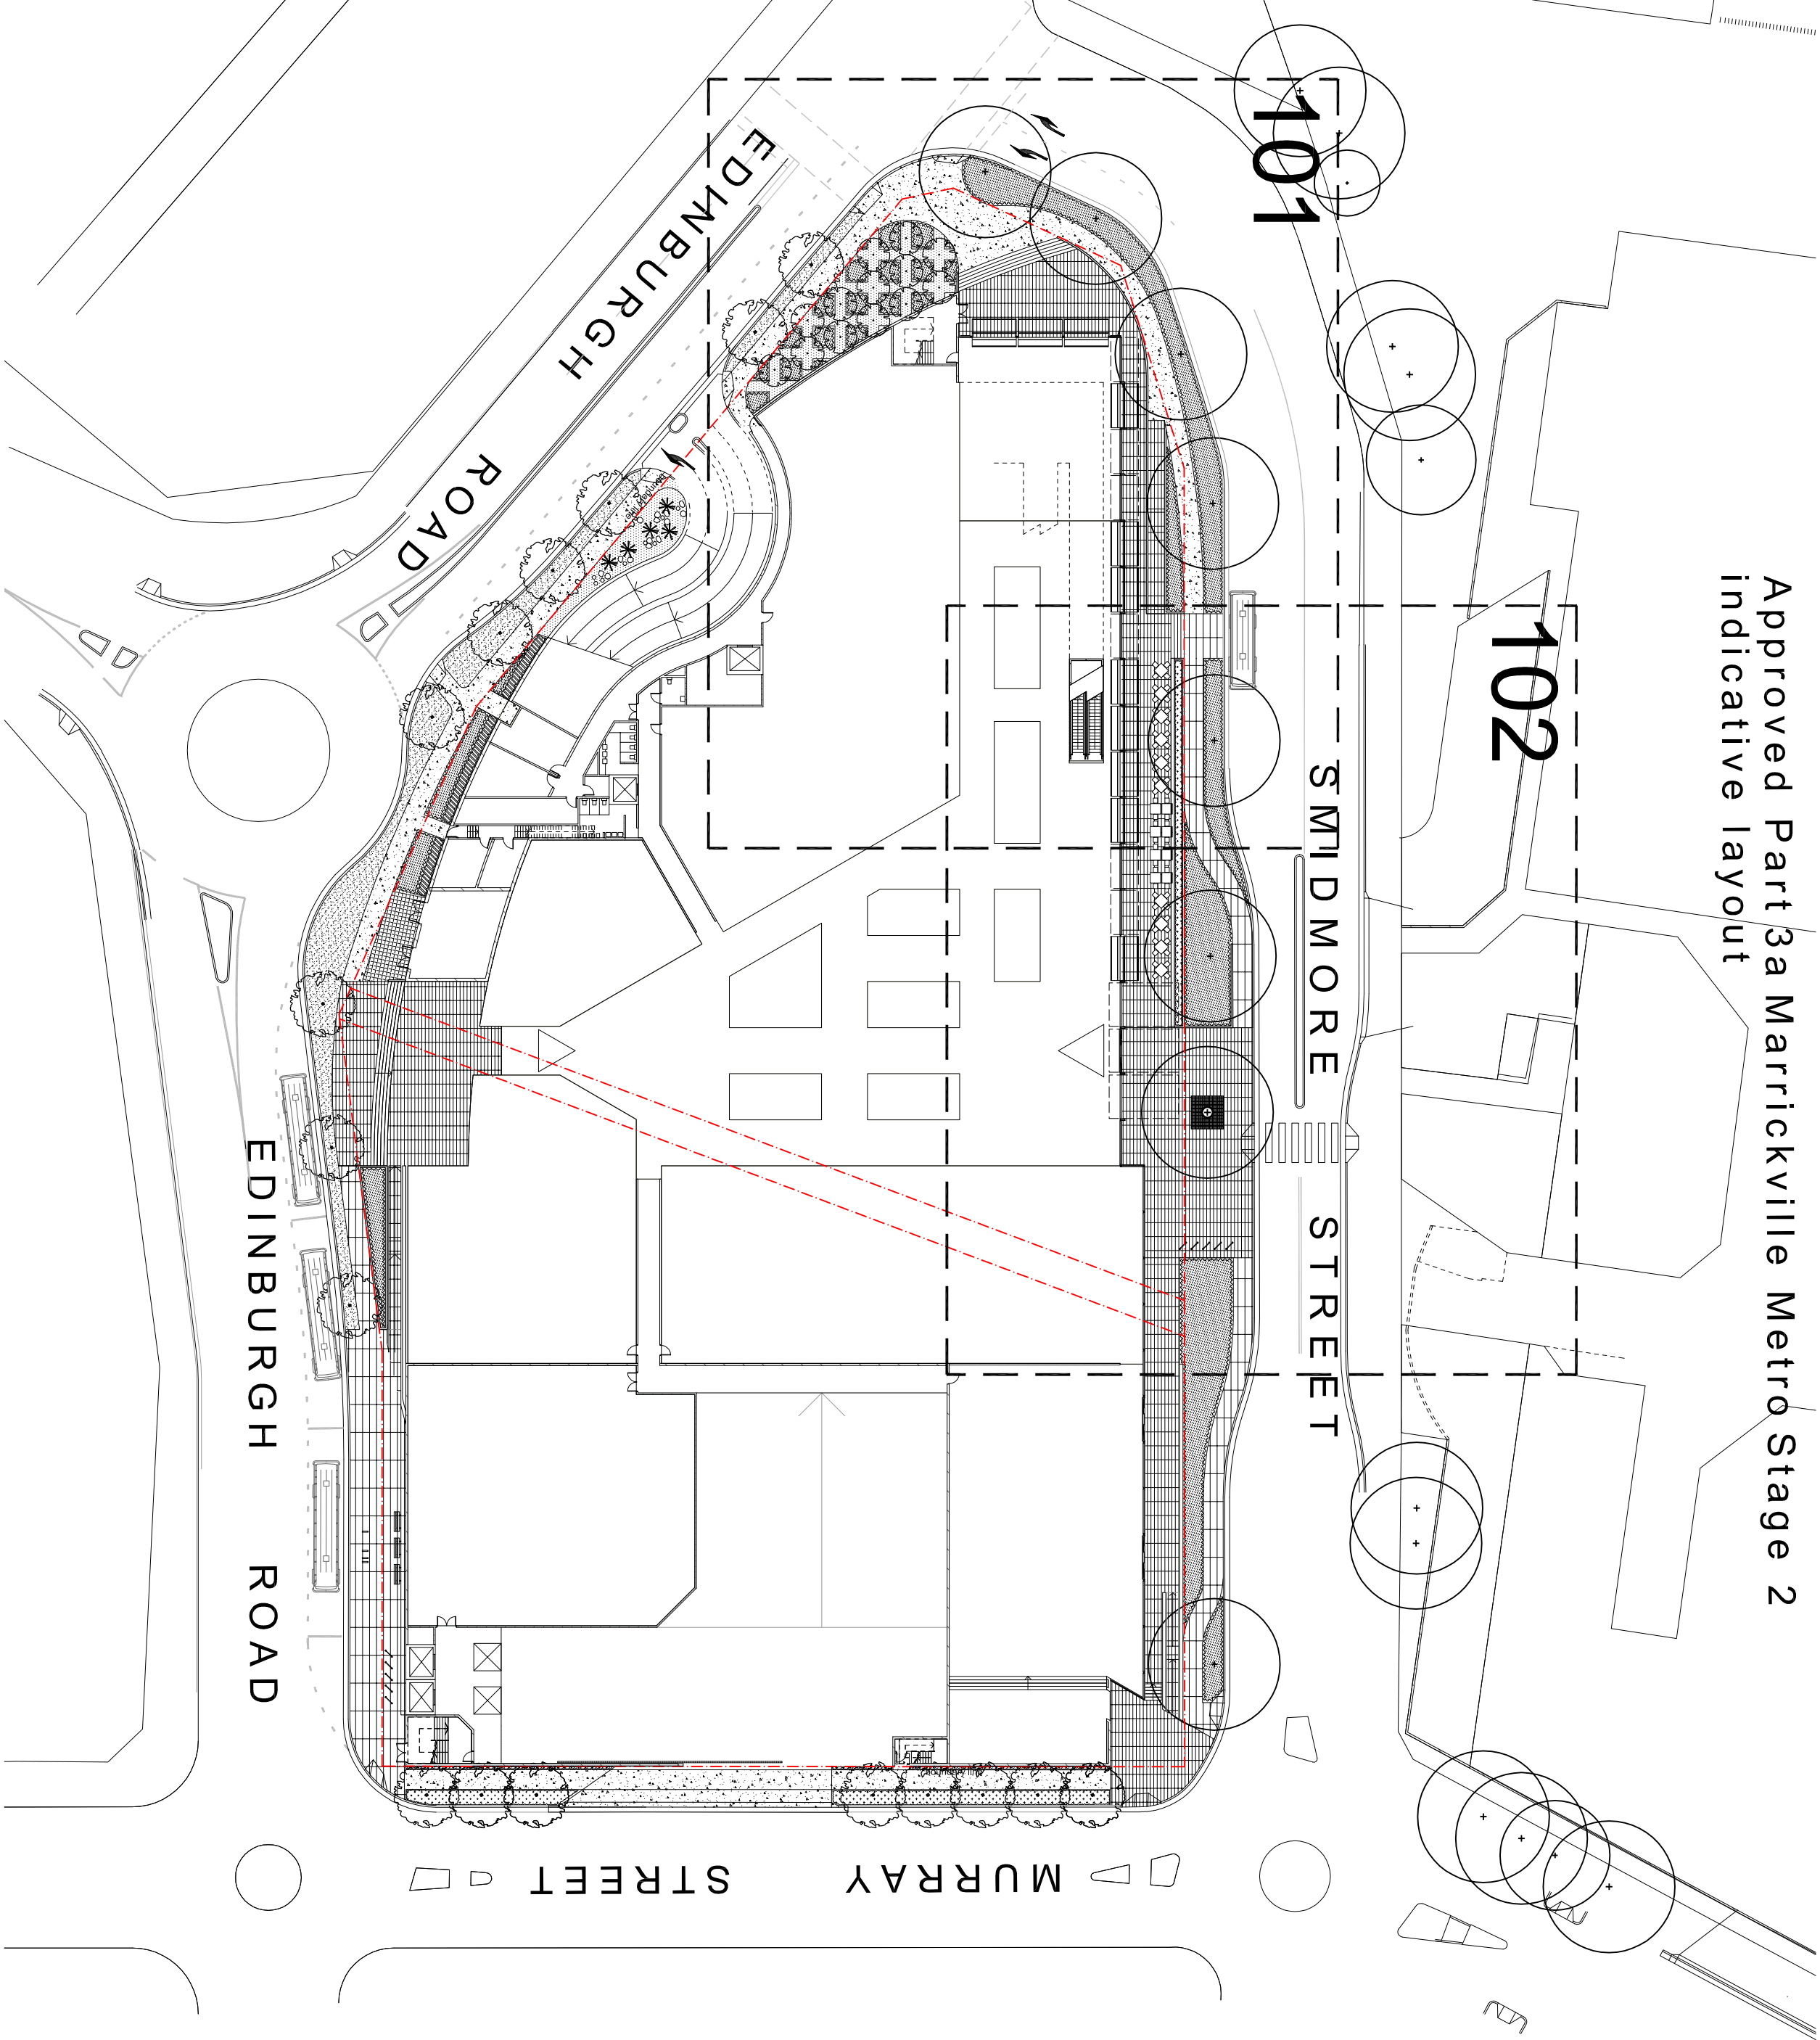 Approved Part 3a Marrickville Metro Stage 2
indicative layout
101
102
EDINBURGH ROAD
SMIDMORE STREET
EDINBURGH ROAD
MURRAY STREET